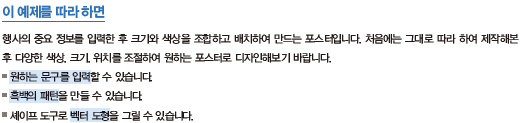 이 예제를 따라 하면
행사의 중요 정보를 입력한 후 크기와 색상을 조합하고 배치하여 만드는 포스터입니다. 처음에는 그대로 따라 하여 제작해본
후 다양한 색상, 크기, 위치를 조절하여 원하는 포스터로 디자인해보기 바랍니다.
■ 원하는 문구를 입력할 수 있습니다.
■ 흑백의 패턴을 만들 수 있습니다.
■ 셰이프 도구로 벡터 도형을 그릴 수 있습니다.